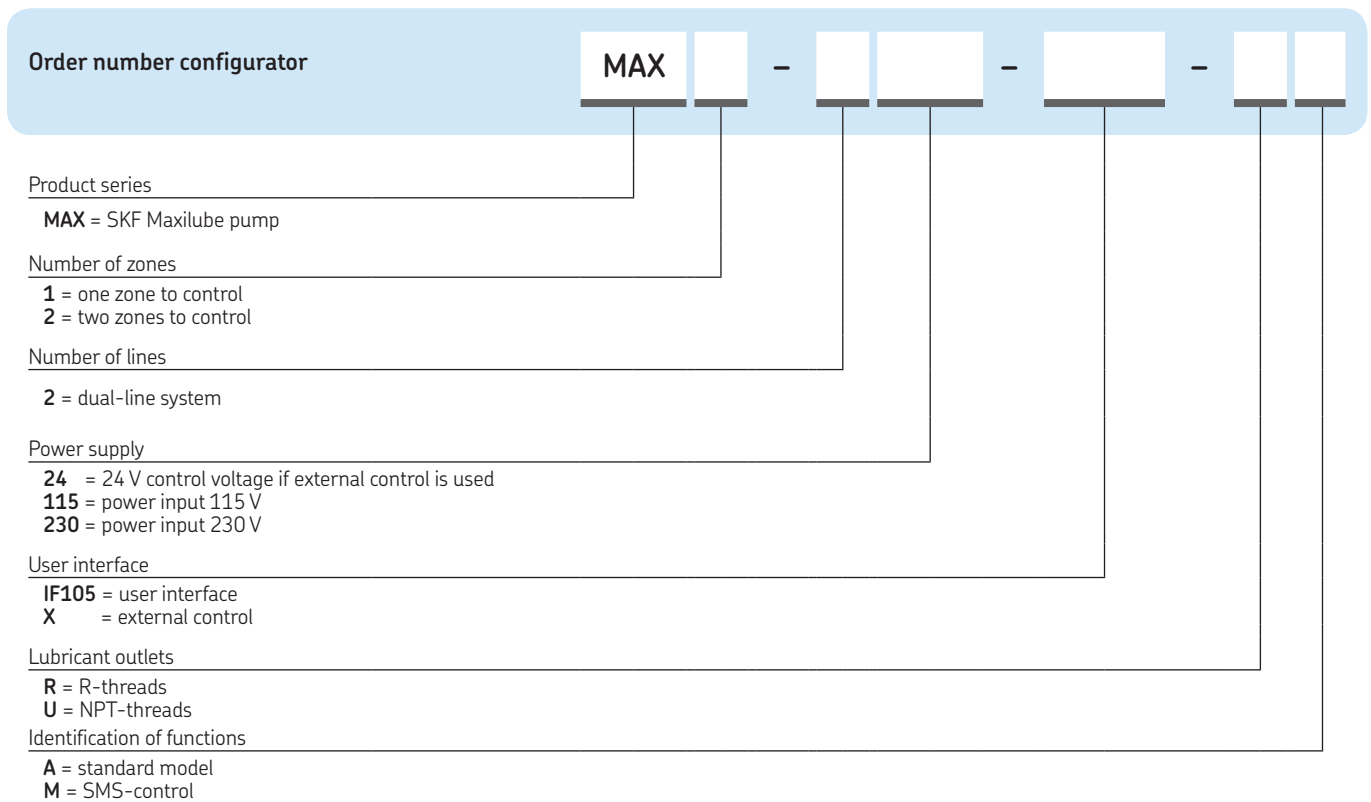 Order number configurator MAX – – –
Product series
MAX = SKF Maxilube pump
Number of zones
1 = one zone to control
2 = two zones to control
Number of lines
2 = dual-line system
Power supply
24 = 24 V control voltage if external control is used
115 = power input 115 V
230 = power input 230 V
User interface
IF105 = user interface
X = external control
Lubricant outlets
R = R-threads
U = NPT-threads
Identification of functions
A = standard model
M = SMS-control